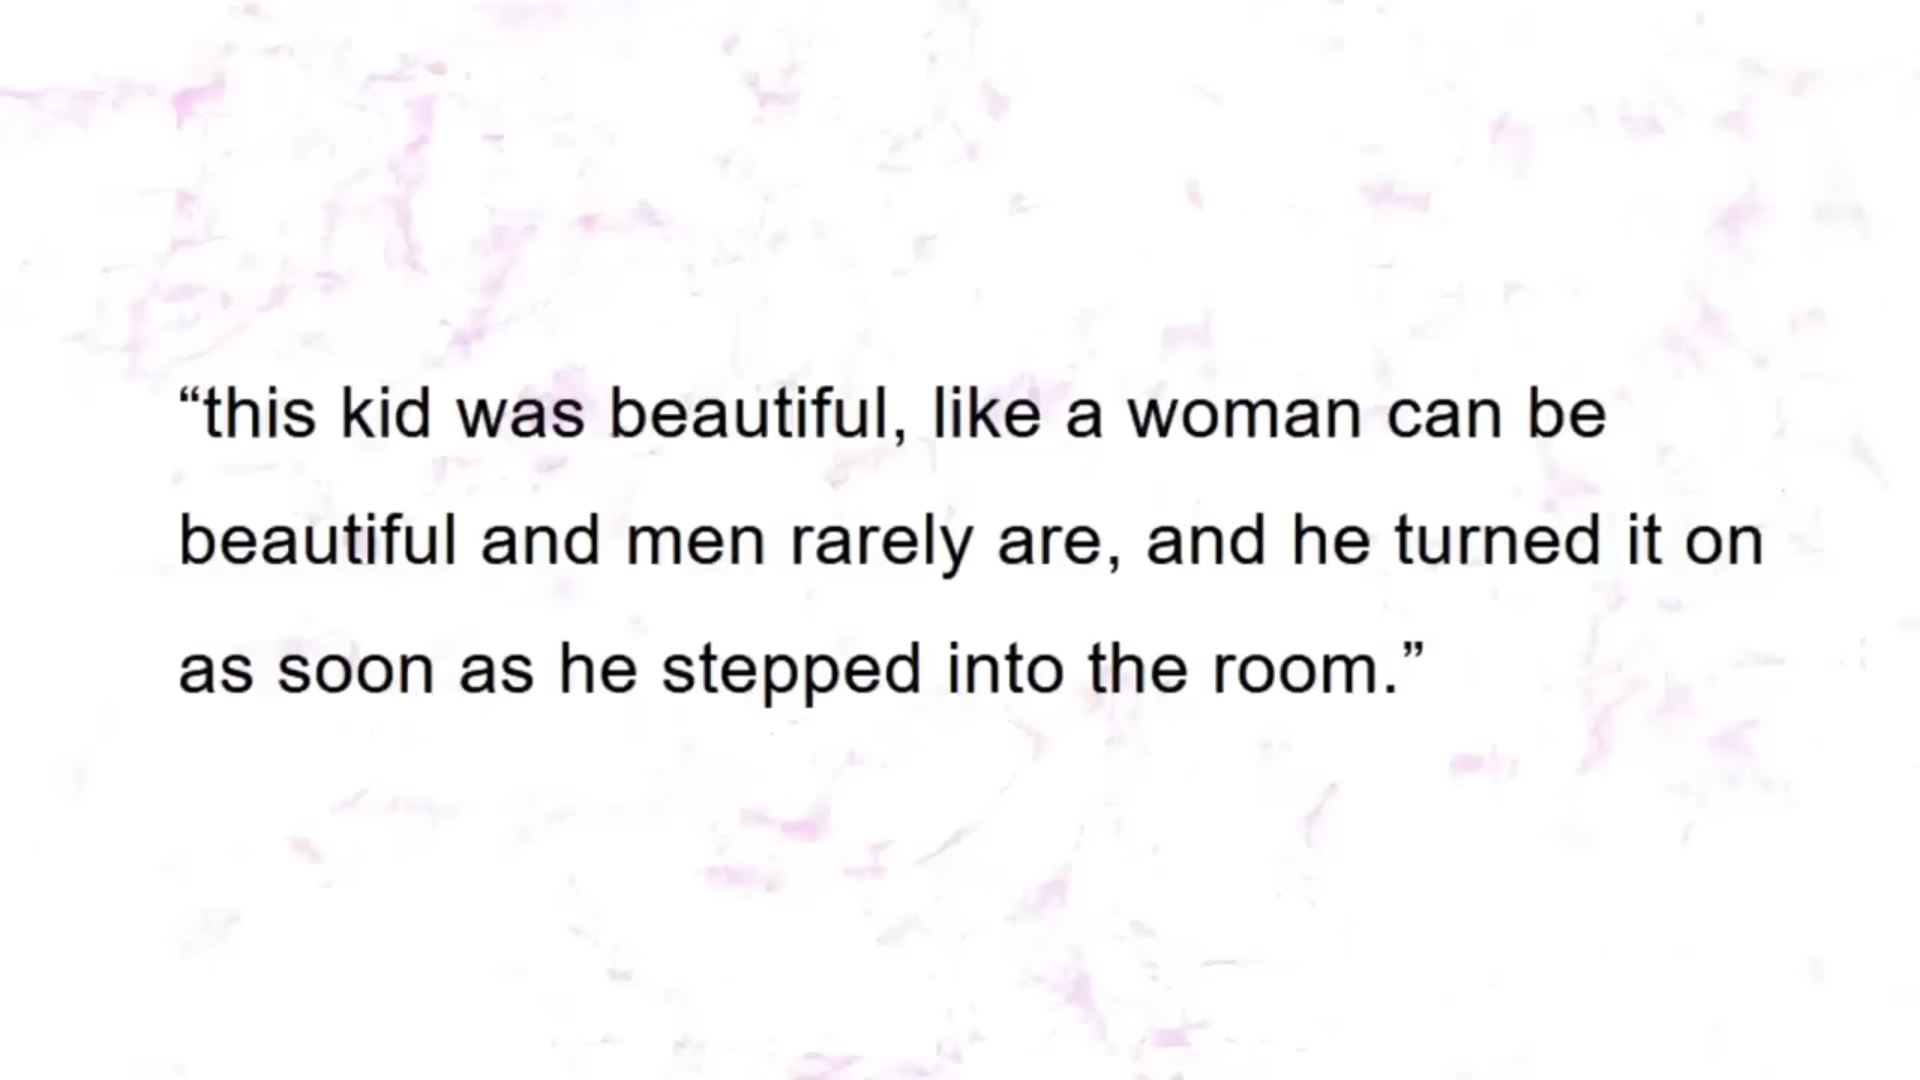 “this kid was beautiful, like a woman can be
beautiful and men rarely are, and he turned it on
as soon as he stepped into the room.”